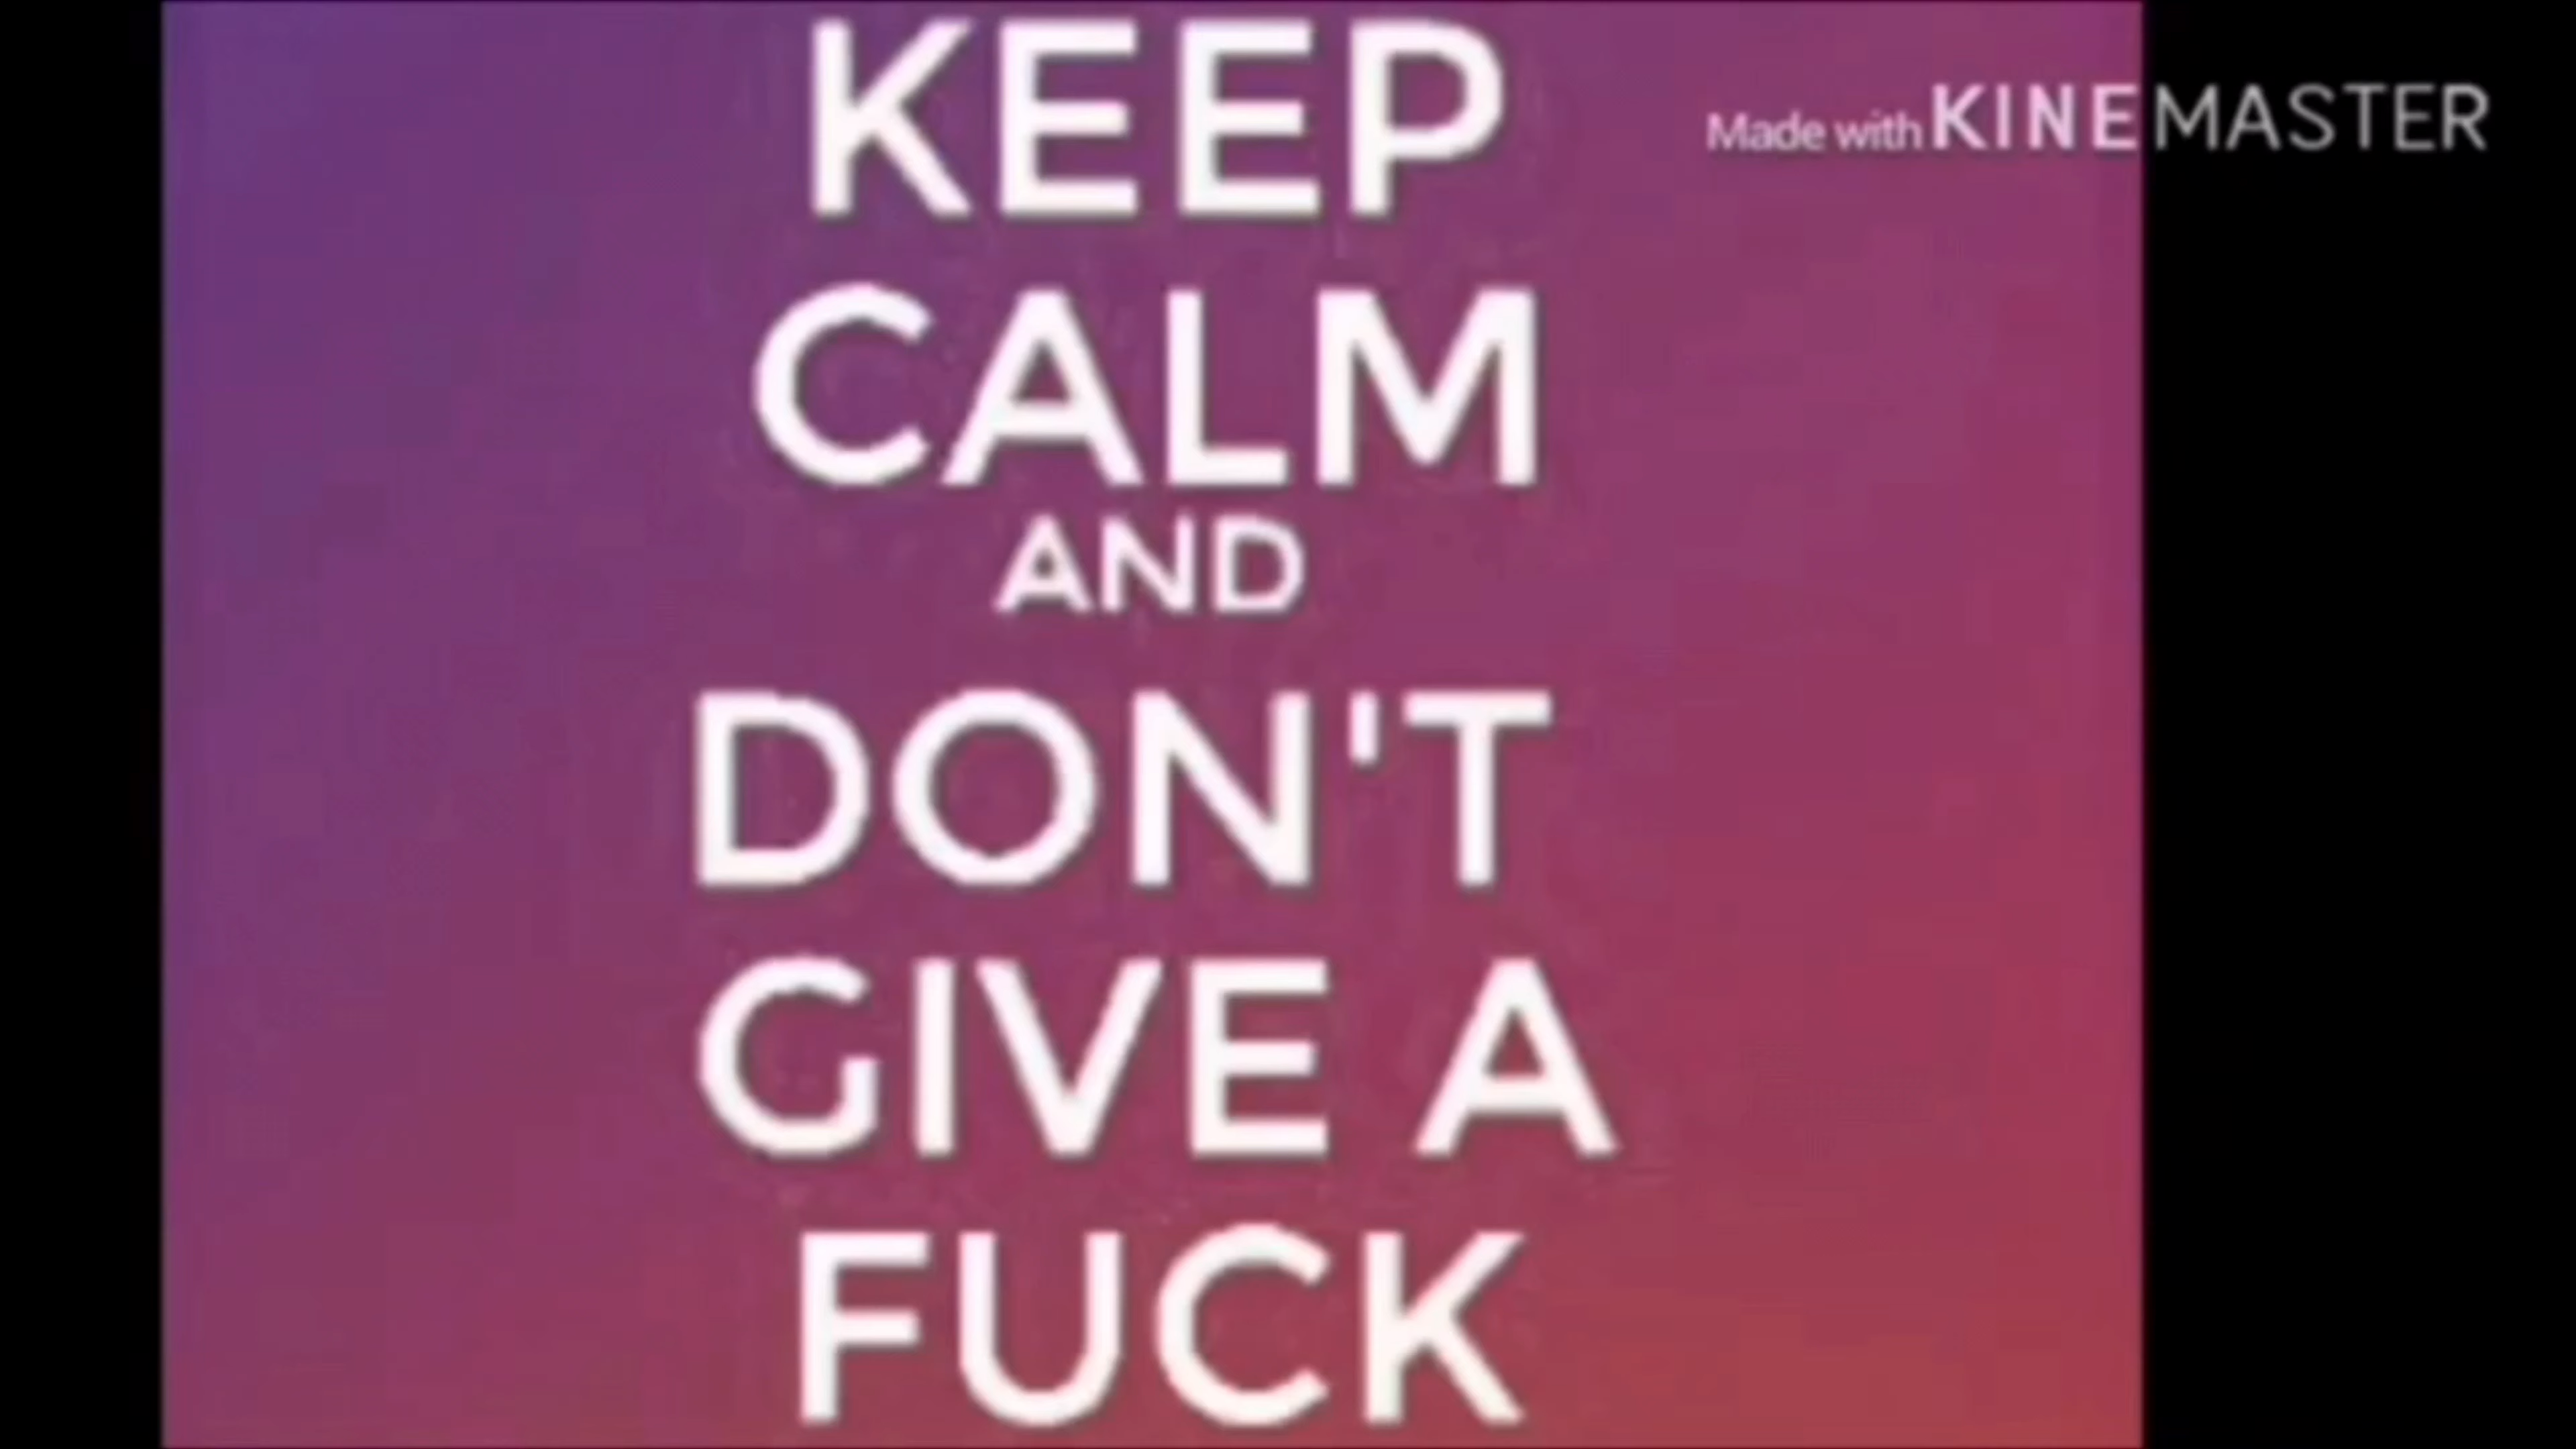 KEEP
Made with KINEMASTER
CALM
AND
DON'T
GIVE A
FUCK